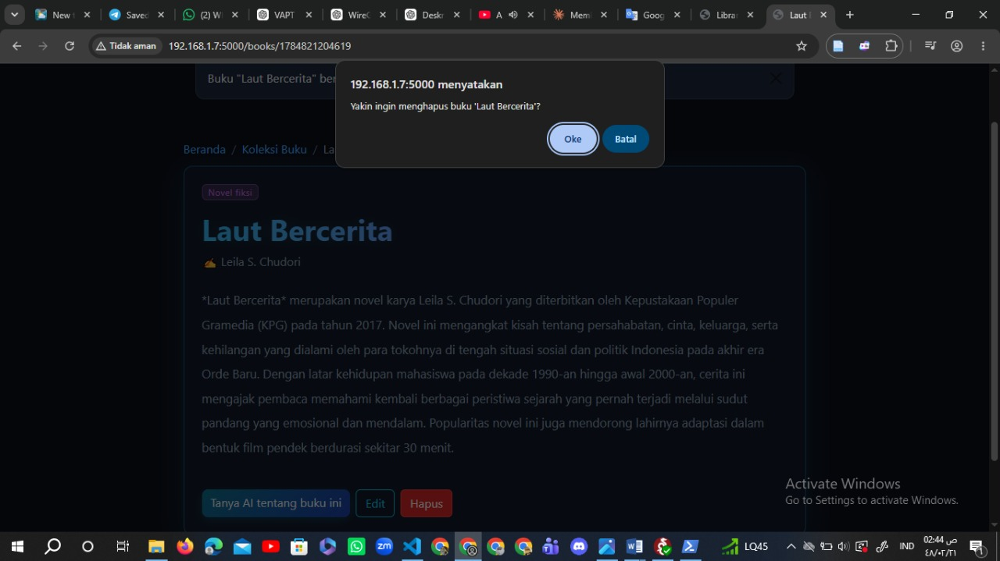 New
Saved
(2) W
VAPT
WireG
Deskr
A
Mem
Goog
Libra
Laut
Tidak aman
192.168.1.7:5000/books/1784821204619
Buku "Laut Bercerita" ber
192.168.1.7:5000 menyatakan
Yakin ingin menghapus buku 'Laut Bercerita'?
Oke
Batal
Beranda / Koleksi Buku / La
Novel fiksi
Laut Bercerita
Leila S. Chudori
*Laut Bercerita* merupakan novel karya Leila S. Chudori yang diterbitkan oleh Kepustakaan Populer
Gramedia (KPG) pada tahun 2017. Novel ini mengangkat kisah tentang persahabatan, cinta, keluarga, serta
kehilangan yang dialami oleh para tokohnya di tengah situasi sosial dan politik Indonesia pada akhir era
Orde Baru. Dengan latar kehidupan mahasiswa pada dekade 1990-an hingga awal 2000-an, cerita ini
mengajak pembaca memahami kembali berbagai peristiwa sejarah yang pernah terjadi melalui sudut
pandang yang emosional dan mendalam. Popularitas novel ini juga mendorong lahirnya adaptasi dalam
bentuk film pendek berdurasi sekitar 30 menit.
Tanya AI tentang buku ini
Edit
Hapus
Activate Windows
Go to Settings to activate Windows.
LQ45
IND
02:44 ص